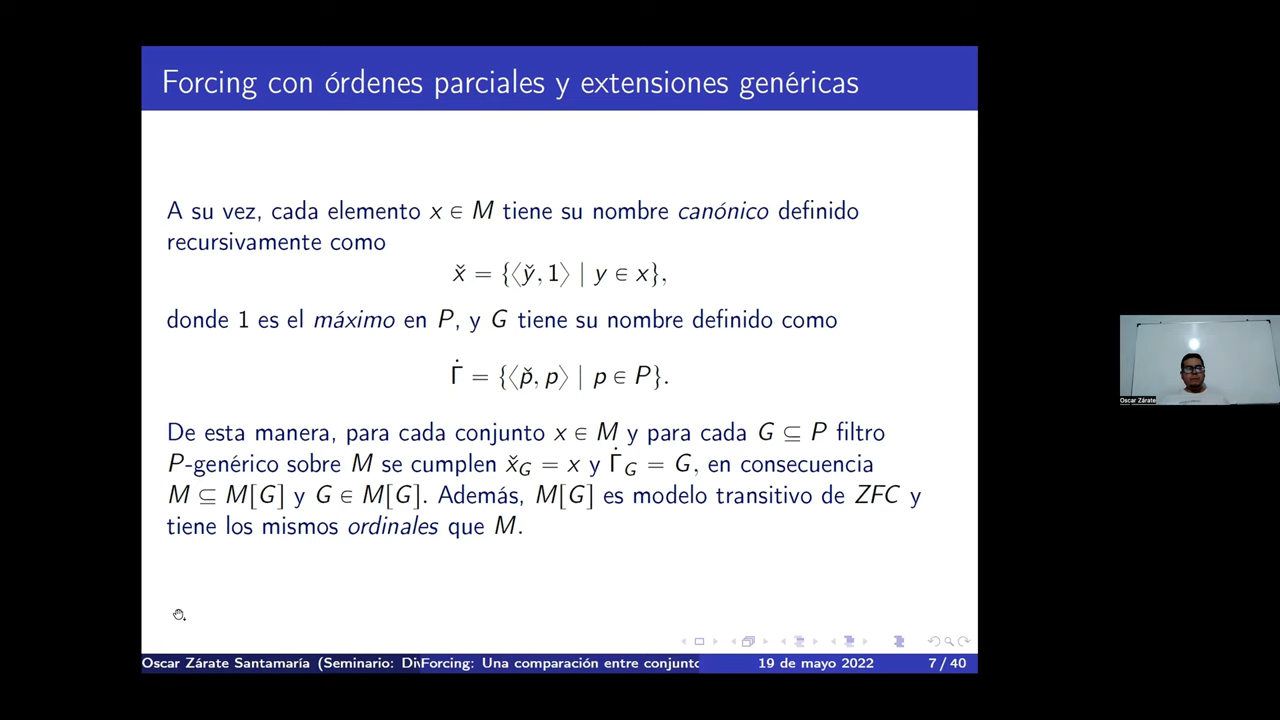 Forcing con órdenes parciales y extensiones genéricas
A su vez, cada elemento x ∈ M tiene su nombre canónico definido
recursivamente como
x̌ = {⟨y̌, 1⟩ | y ∈ x},
donde 1 es el máximo en P, y G tiene su nombre definido como
Γ̇ = {⟨p̌, p⟩ | p ∈ P}.
De esta manera, para cada conjunto x ∈ M y para cada G ⊆ P filtro
P-genérico sobre M se cumplen x̌_G = x y Γ̇_G = G, en consecuencia
M ⊆ M[G] y G ∈ M[G]. Además, M[G] es modelo transitivo de ZFC y
tiene los mismos ordinales que M.
Oscar Zárate Santamaría (Seminario: Di Forcing: Una comparación entre conjunto 19 de mayo 2022 7 / 40
Oscar Zárate